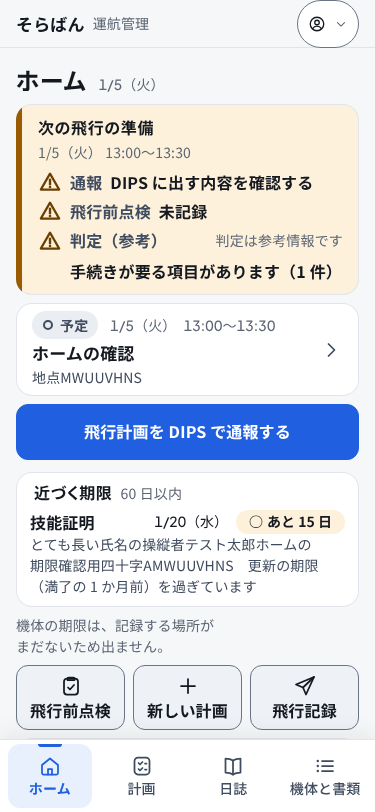 そらばん 運航管理
ホーム 1/5（火）
次の飛行の準備
1/5（火） 13:00〜13:30
通報 DIPS に出す内容を確認する
飛行前点検 未記録
判定（参考） 判定は参考情報です
手続きが要る項目があります（1 件）
予定 1/5（火） 13:00〜13:30
ホームの確認
地点MWUUVHNS
飛行計画を DIPS で通報する
近づく期限 60 日以内
技能証明 1/20（水） あと 15 日
とても長い氏名の操縦者テスト太郎ホームの
期限確認用四十字AMWUUVHNS 更新の期限
（満了の 1 か月前）を過ぎています
機体の期限は、記録する場所が
まだないため出ません。
飛行前点検 新しい計画 飛行記録
ホーム 計画 日誌 機体と書類